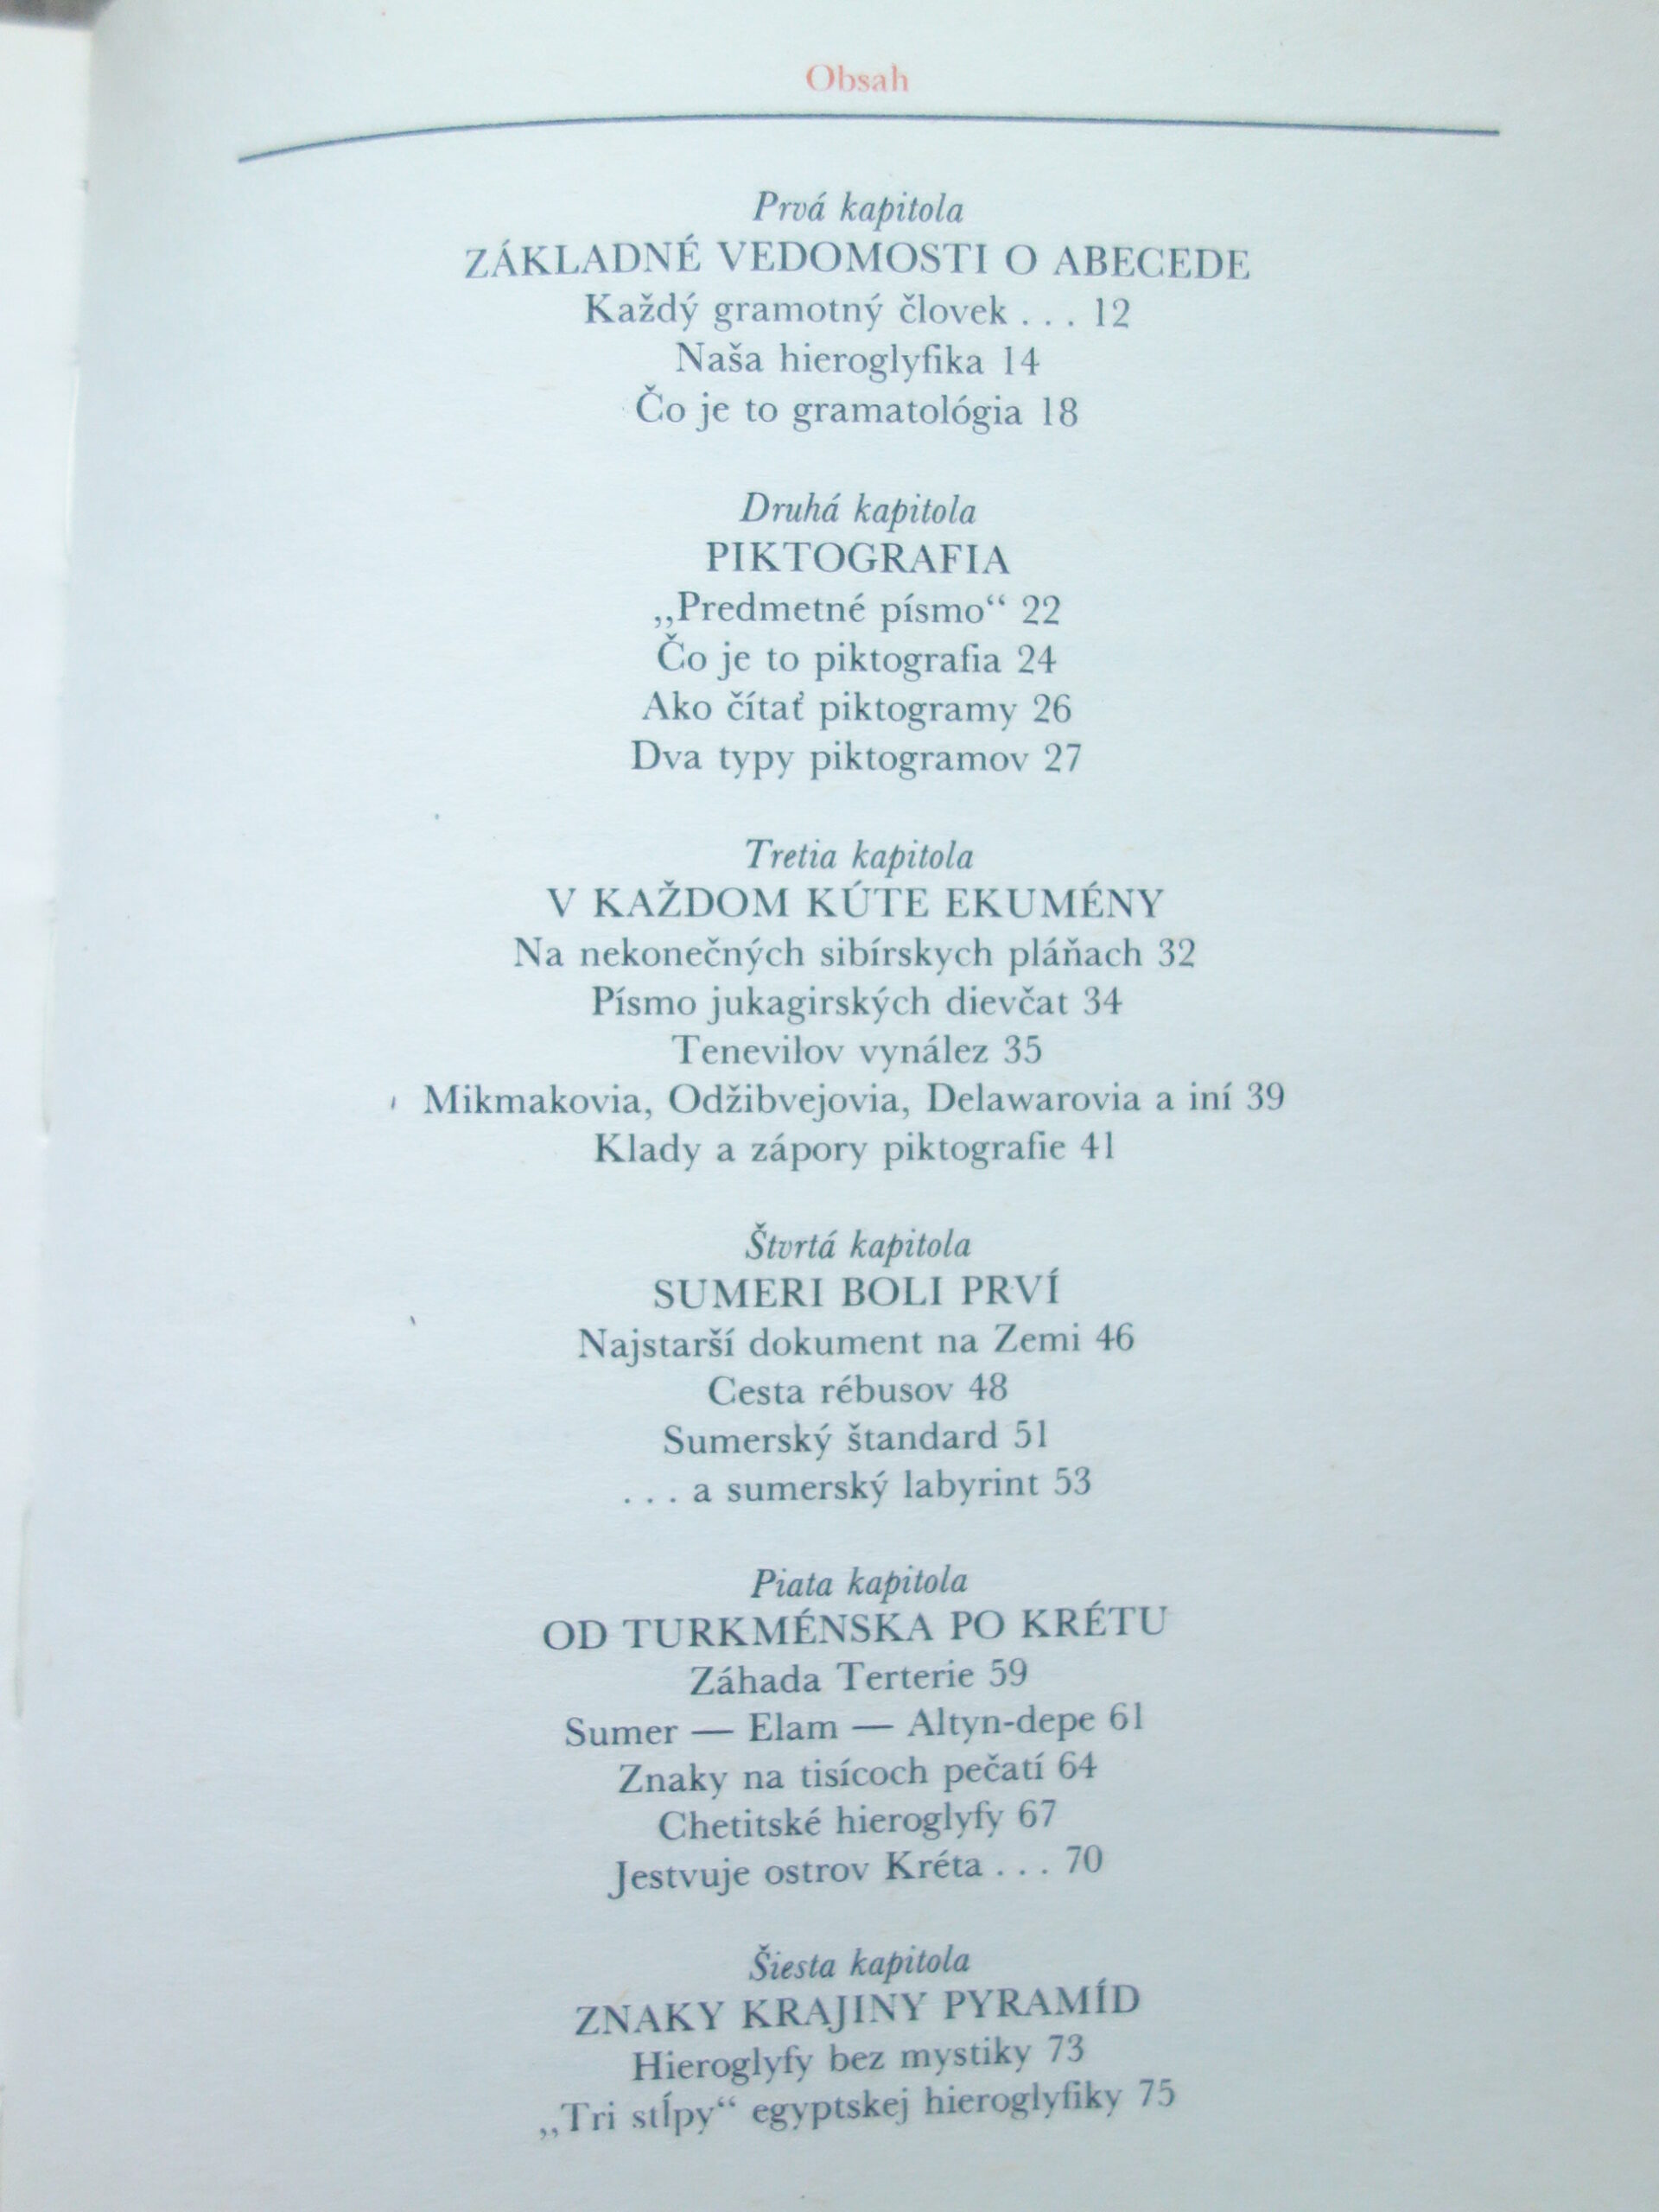 Obsah
Prvá kapitola
ZÁKLADNÉ VEDOMOSTI O ABECEDE
Každý gramotný človek . . . 12
Naša hieroglyfika 14
Čo je to gramatológia 18
Druhá kapitola
PIKTOGRAFIA
„Predmetné písmo“ 22
Čo je to piktografia 24
Ako čítať piktogramy 26
Dva typy piktogramov 27
Tretia kapitola
V KAŽDOM KÚTE EKUMÉNY
Na nekonečných sibírskych pláňach 32
Písmo jukagirských dievčat 34
Tenevilov vynález 35
Mikmakovia, Odžibvejovia, Delawarovia a iní 39
Klady a zápory piktografie 41
Štvrtá kapitola
SUMERI BOLI PRVÍ
Najstarší dokument na Zemi 46
Cesta rébusov 48
Sumerský štandard 51
. . . a sumerský labyrint 53
Piata kapitola
OD TURKMÉNSKA PO KRÉTU
Záhada Terterie 59
Sumer — Elam — Altyn-depe 61
Znaky na tisícoch pečatí 64
Chetitské hieroglyfy 67
Jestvuje ostrov Kréta . . . 70
Šiesta kapitola
ZNAKY KRAJINY PYRAMÍD
Hieroglyfy bez mystiky 73
„Tri stĺpy“ egyptskej hieroglyfiky 75